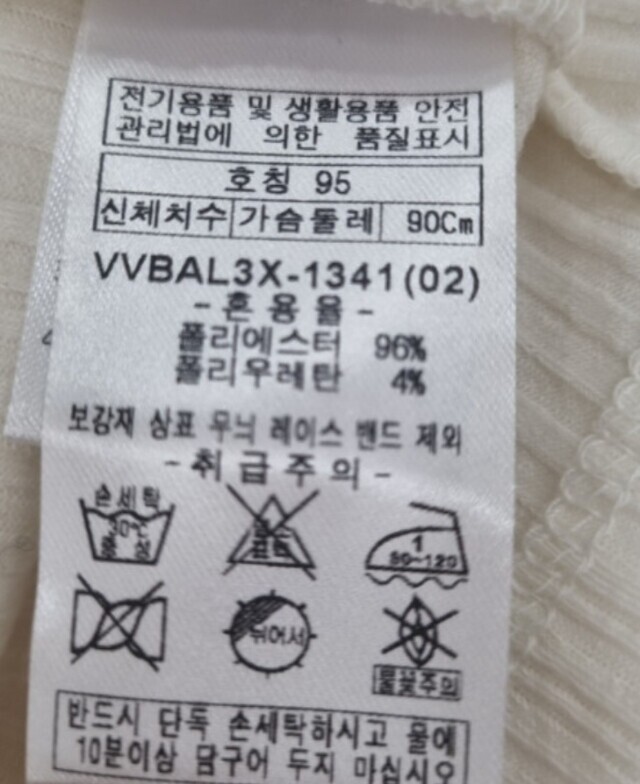 전기용품 및 생활용품 안전
관리법에 의한 품질표시
호칭 95
신체치수 가슴둘레 90Cm
VVBAL3X-1341(02)
-혼용율-
폴리에스터 96%
폴리우레탄 4%
보강재 상표 무늬 레이스 밴드 제외
-취급주의-
손세탁
30℃
중성
1
80-120
뉘어서
불꽃주의
반드시 단독 손세탁하시고 물에
10분이상 담구어 두지 마십시오